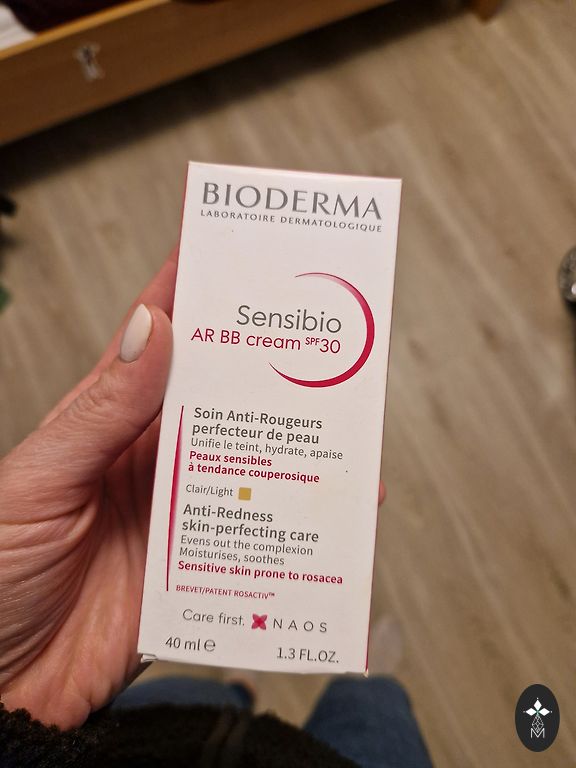 BIODERMA
LABORATOIRE DERMATOLOGIQUE
Sensibio
AR BB cream SPF30
Soin Anti-Rougeurs
perfecteur de peau
Unifie le teint, hydrate, apaise
Peaux sensibles
à tendance couperosique
Clair/Light
Anti-Redness
skin-perfecting care
Evens out the complexion
Moisturises, soothes
Sensitive skin prone to rosacea
BREVET/PATENT ROSACTIV™
Care first. NAOS
40 ml ℮ 1.3 FL.OZ.
M